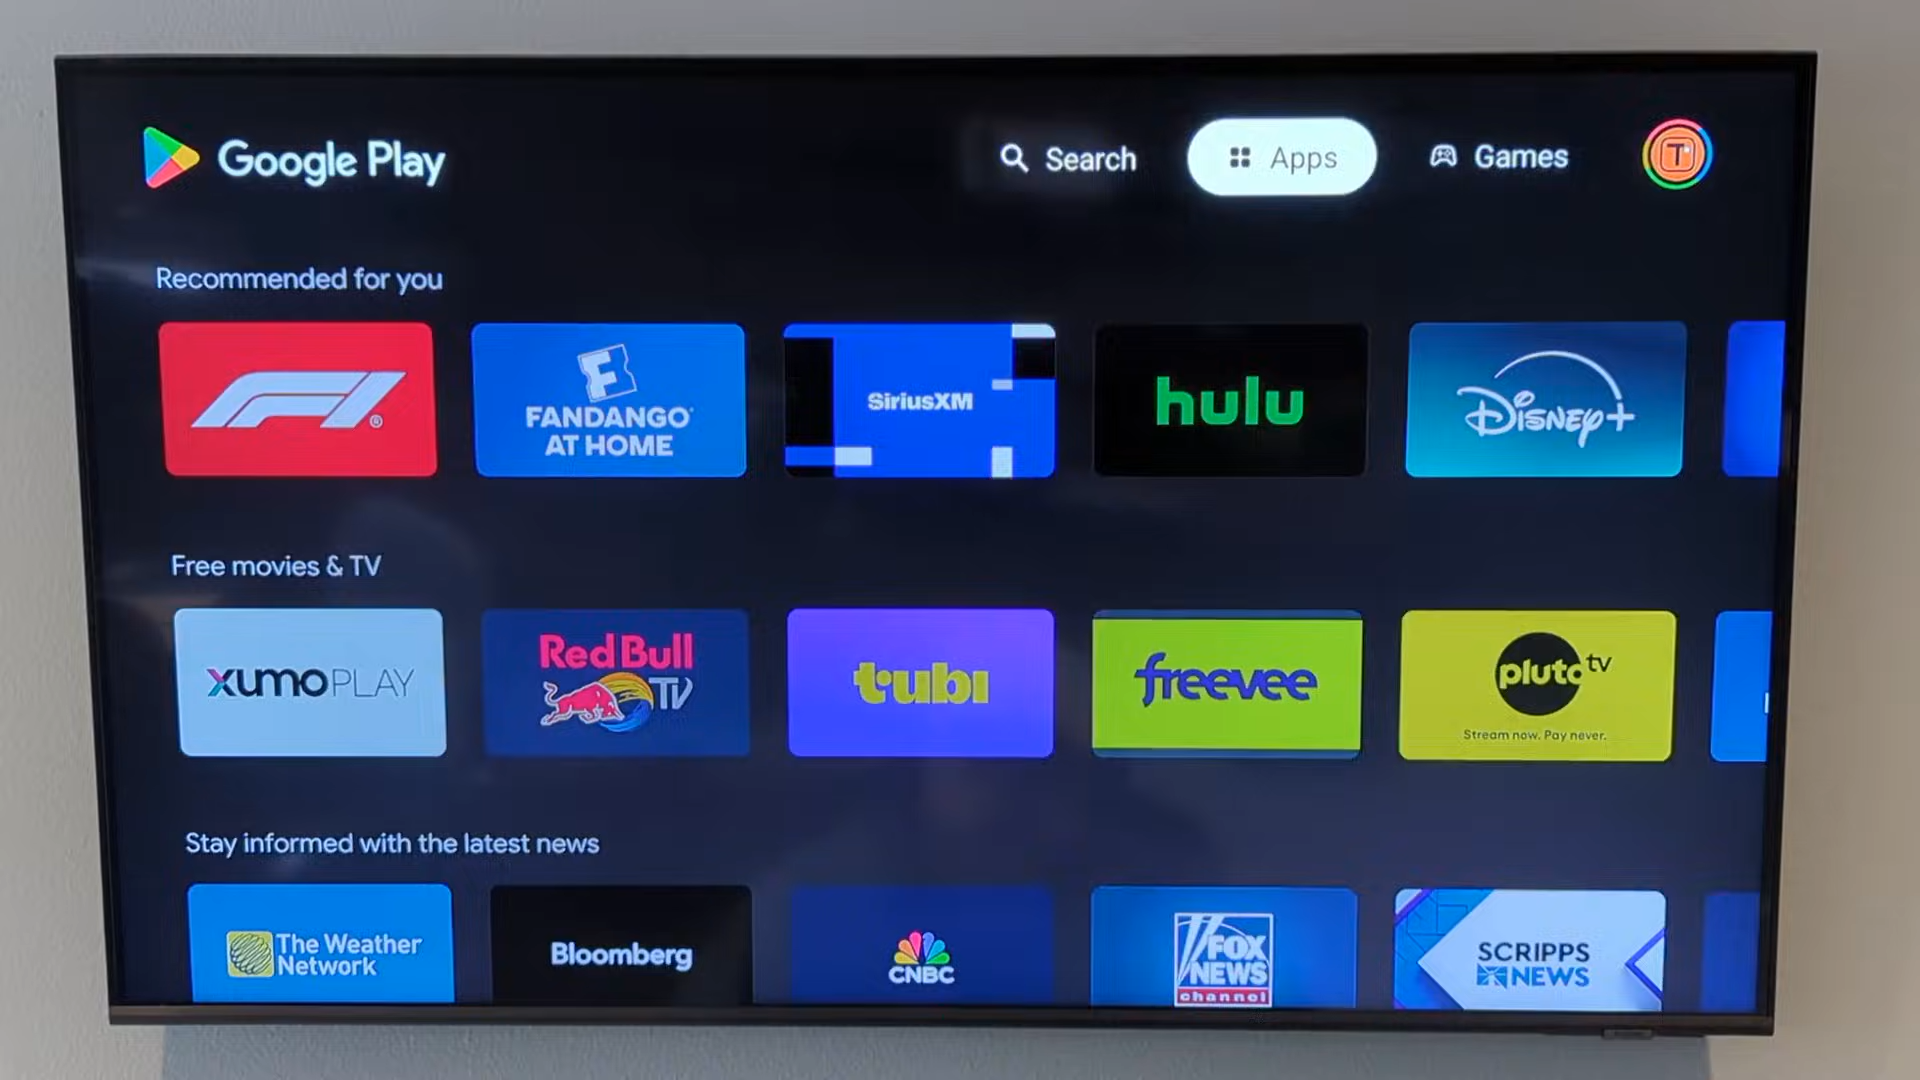 Google Play
Search
Apps
Games
T
Recommended for you
F1®
FANDANGO
AT HOME
SiriusXM
hulu
Disney+
Free movies & TV
xumo PLAY
Red Bull
TV
tubi
freevee
pluto tv
Stream now. Pay never.
Stay informed with the latest news
The Weather
Network
Bloomberg
CNBC
FOX
NEWS
channel
SCRIPPS
NEWS